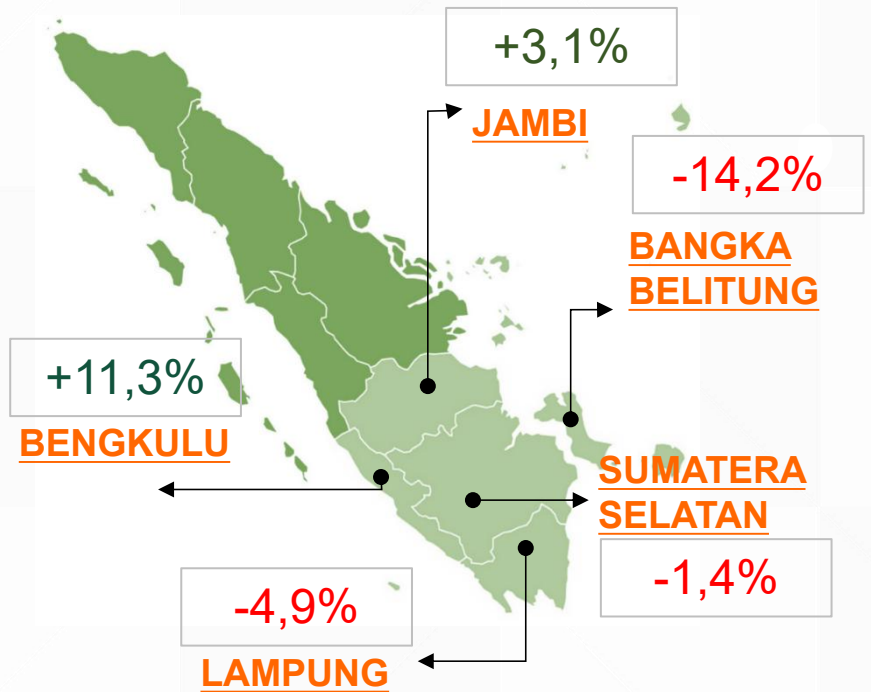 +3,1%
JAMBI
-14,2%
BANGKA
BELITUNG
+11,3%
BENGKULU
SUMATERA
SELATAN
-1,4%
-4,9%
LAMPUNG